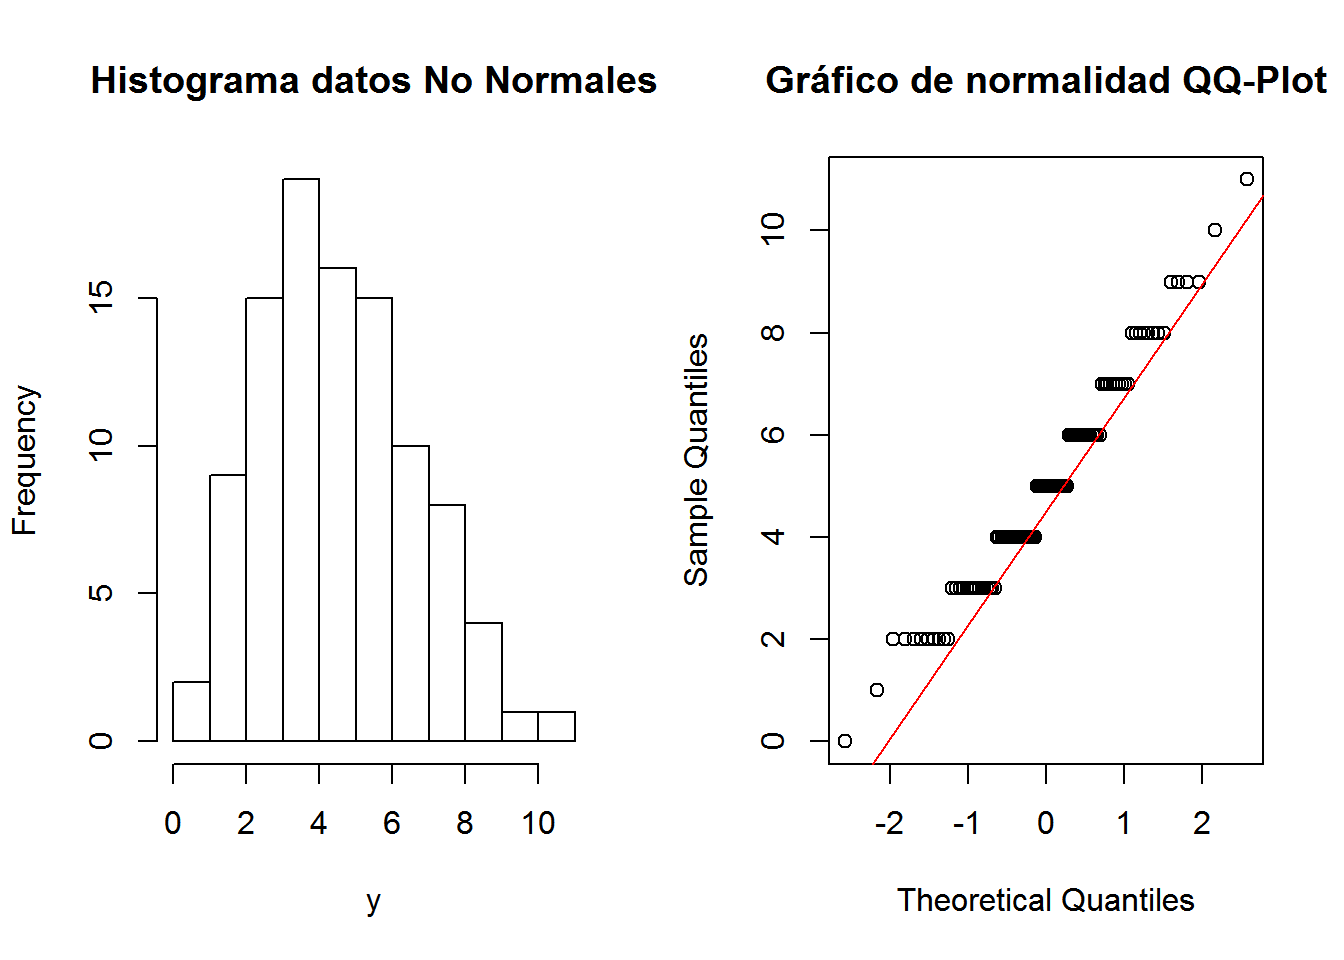 Histograma datos No Normales
Frequency
15
10
5
0
0 2 4 6 8 10
y
Gráfico de normalidad QQ-Plot
Sample Quantiles
10
8
6
4
2
0
-2 -1 0 1 2
Theoretical Quantiles